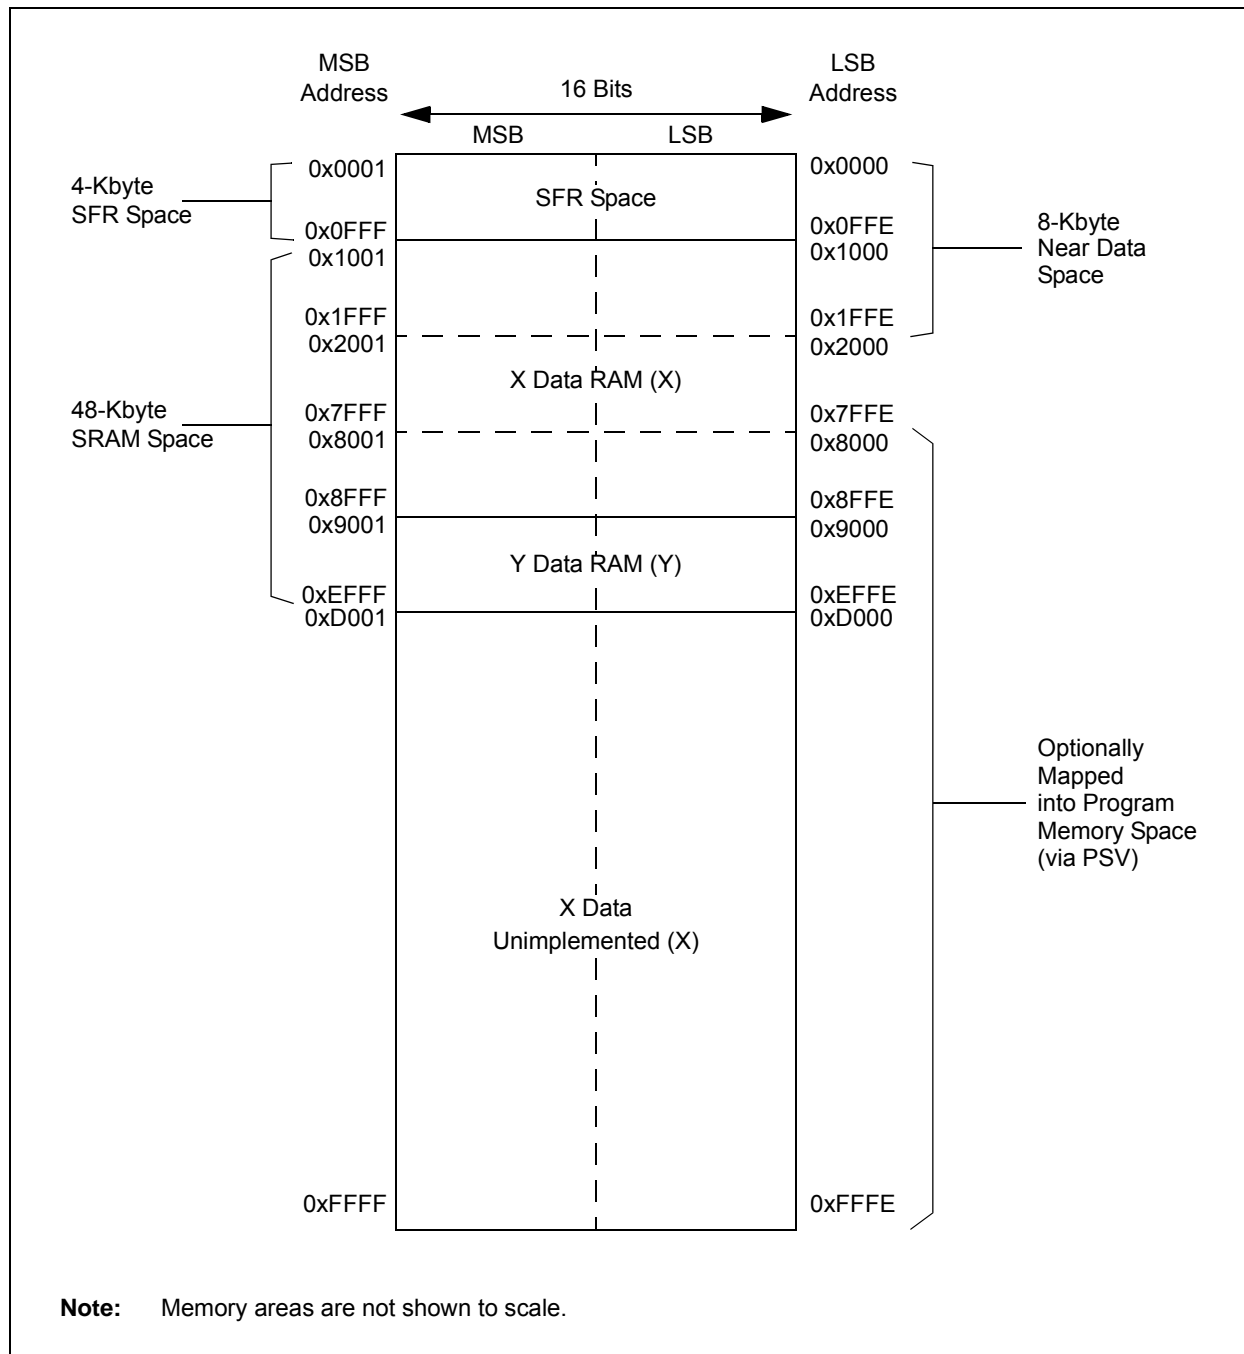 MSB
Address
16 Bits
LSB
Address
MSB
LSB
0x0001
0x0000
4-Kbyte
SFR Space
SFR Space
0x0FFF
0x0FFE
0x1001
0x1000
8-Kbyte
Near Data
Space
0x1FFF
0x1FFE
0x2001
0x2000
X Data RAM (X)
48-Kbyte
SRAM Space
0x7FFF
0x7FFE
0x8001
0x8000
0x8FFF
0x8FFE
0x9001
0x9000
Y Data RAM (Y)
0xEFFF
0xEFFE
0xD001
0xD000
Optionally
Mapped
into Program
Memory Space
(via PSV)
X Data
Unimplemented (X)
0xFFFF
0xFFFE
Note: Memory areas are not shown to scale.